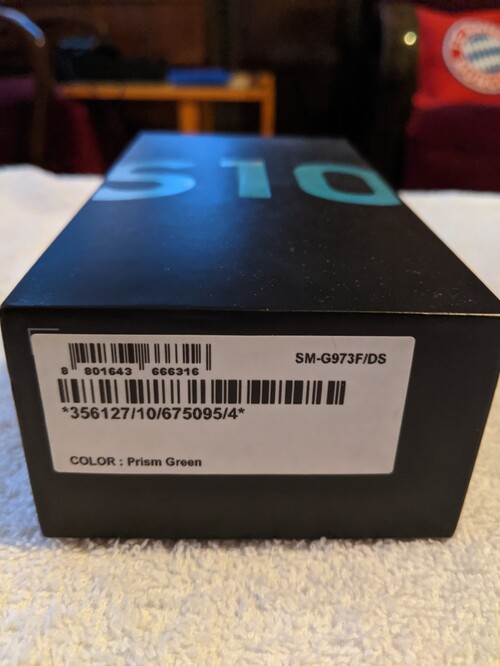 S10
SM-G973F/DS
8 801643 666316
*356127/10/675095/4*
COLOR : Prism Green